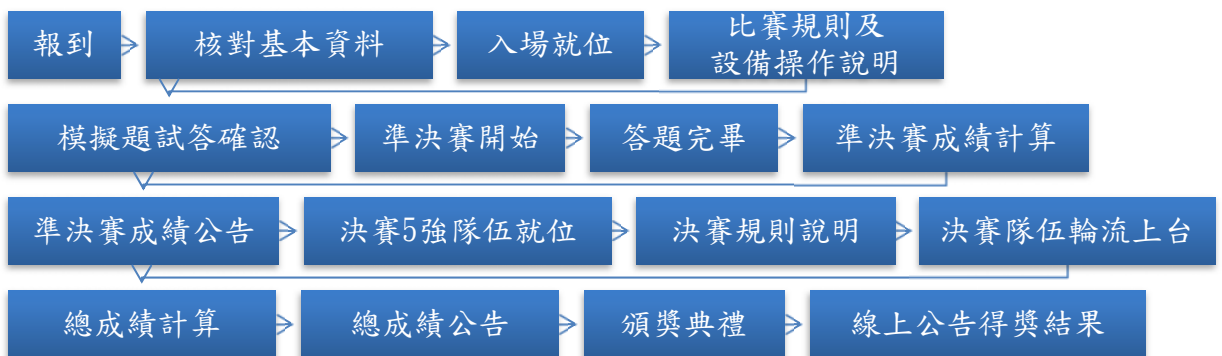 報到
核對基本資料
入場就位
比賽規則及
設備操作說明
模擬題試答確認
準決賽開始
答題完畢
準決賽成績計算
準決賽成績公告
決賽5強隊伍就位
決賽規則說明
決賽隊伍輪流上台
總成績計算
總成績公告
頒獎典禮
線上公告得獎結果